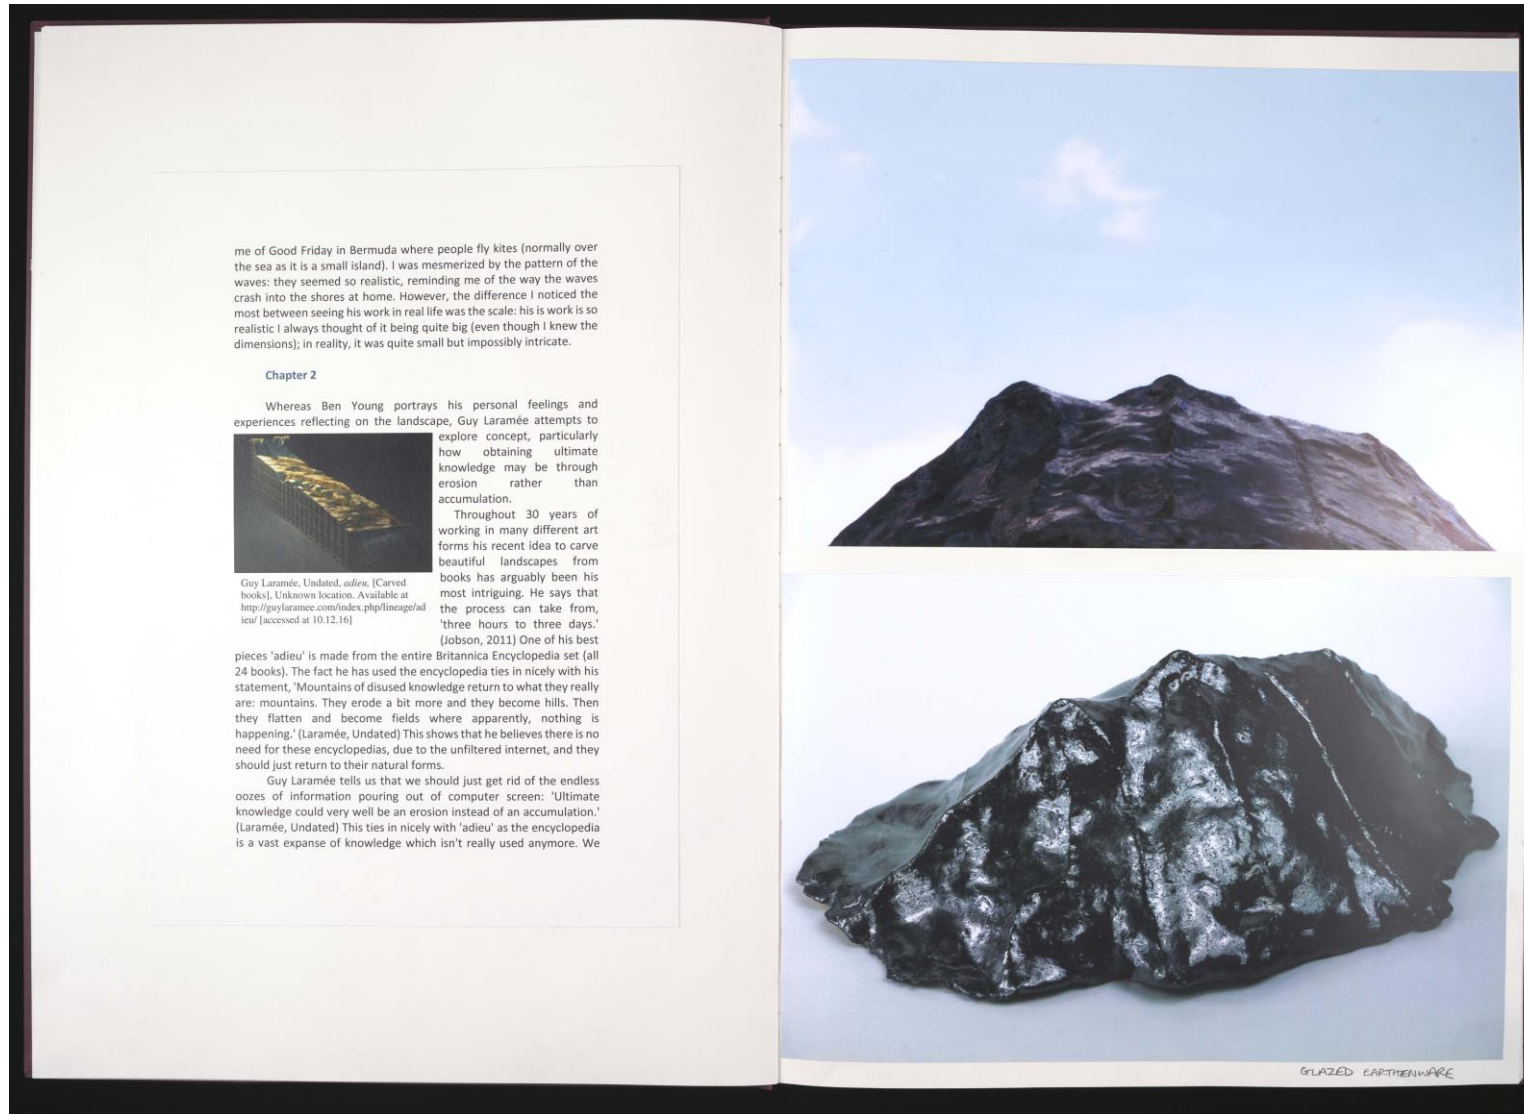 me of Good Friday in Bermuda where people fly kites (normally over
the sea as it is a small island). I was mesmerized by the pattern of the
waves: they seemed so realistic, reminding me of the way the waves
crash into the shores at home. However, the difference I noticed the
most between seeing his work in real life was the scale: his is work is so
realistic I always thought of it being quite big (even though I knew the
dimensions); in reality, it was quite small but impossibly intricate.
Chapter 2
Whereas Ben Young portrays his personal feelings and
experiences reflecting on the landscape, Guy Laramée attempts to
explore concept, particularly
how obtaining ultimate
knowledge may be through
erosion rather than
accumulation.
Throughout 30 years of
working in many different art
forms his recent idea to carve
beautiful landscapes from
books has arguably been his
most intriguing. He says that
the process can take from,
'three hours to three days.'
(Jobson, 2011) One of his best
pieces 'adieu' is made from the entire Britannica Encyclopedia set (all
24 books). The fact he has used the encyclopedia ties in nicely with his
statement, 'Mountains of disused knowledge return to what they really
are: mountains. They erode a bit more and they become hills. Then
they flatten and become fields where apparently, nothing is
happening.' (Laramée, Undated) This shows that he believes there is no
need for these encyclopedias, due to the unfiltered internet, and they
should just return to their natural forms.
Guy Laramée tells us that we should just get rid of the endless
oozes of information pouring out of computer screen: 'Ultimate
knowledge could very well be an erosion instead of an accumulation.'
(Laramée, Undated) This ties in nicely with 'adieu' as the encyclopedia
is a vast expanse of knowledge which isn't really used anymore. We
Guy Laramée, Undated, adieu, [Carved
books], Unknown location. Available at
http://guylaramee.com/index.php/lineage/ad
ieu/ [accessed at 10.12.16]
GLAZED EARTHENWARE